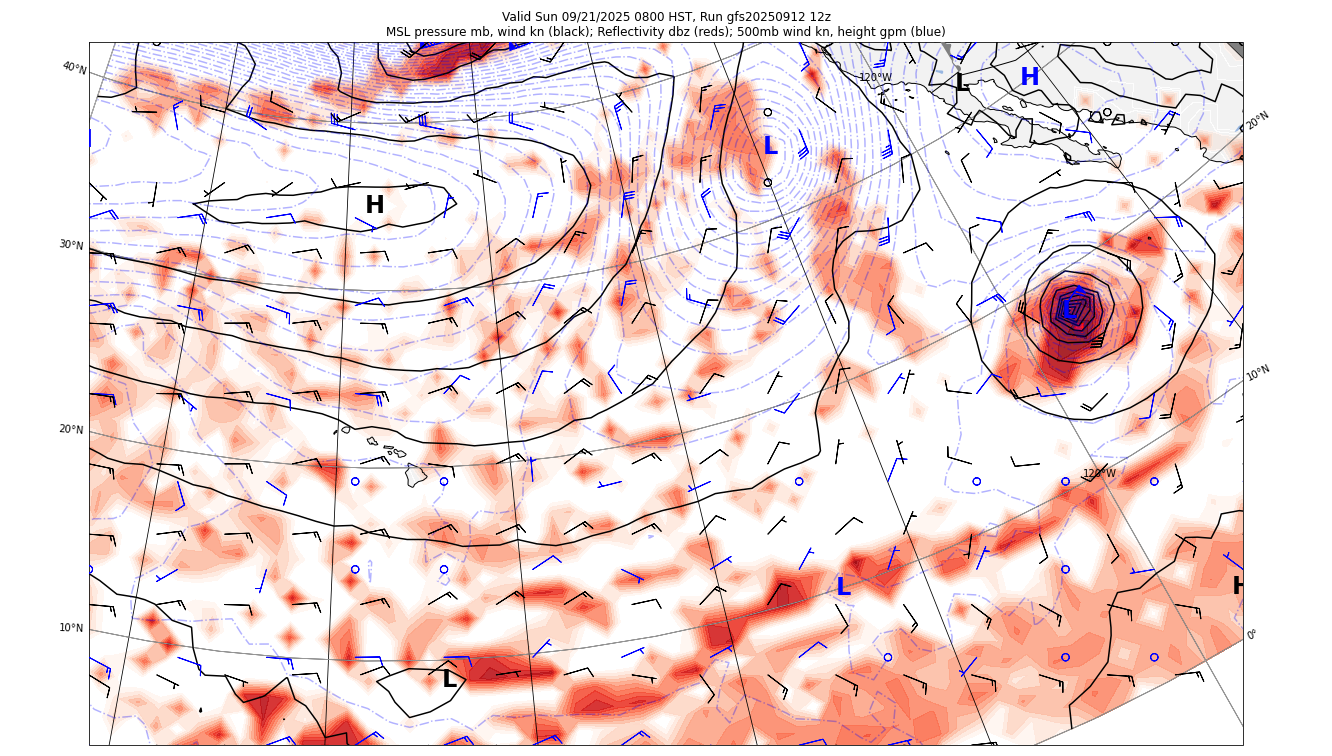 Valid Sun 09/21/2025 0800 HST, Run gfs20250912 12z
MSL pressure mb, wind kn (black); Reflectivity dbz (reds); 500mb wind kn, height gpm (blue)
40°N
120°W
L
H
20°N
L
H
30°N
L
10°N
20°N
120°W
L
H
10°N
0°
L